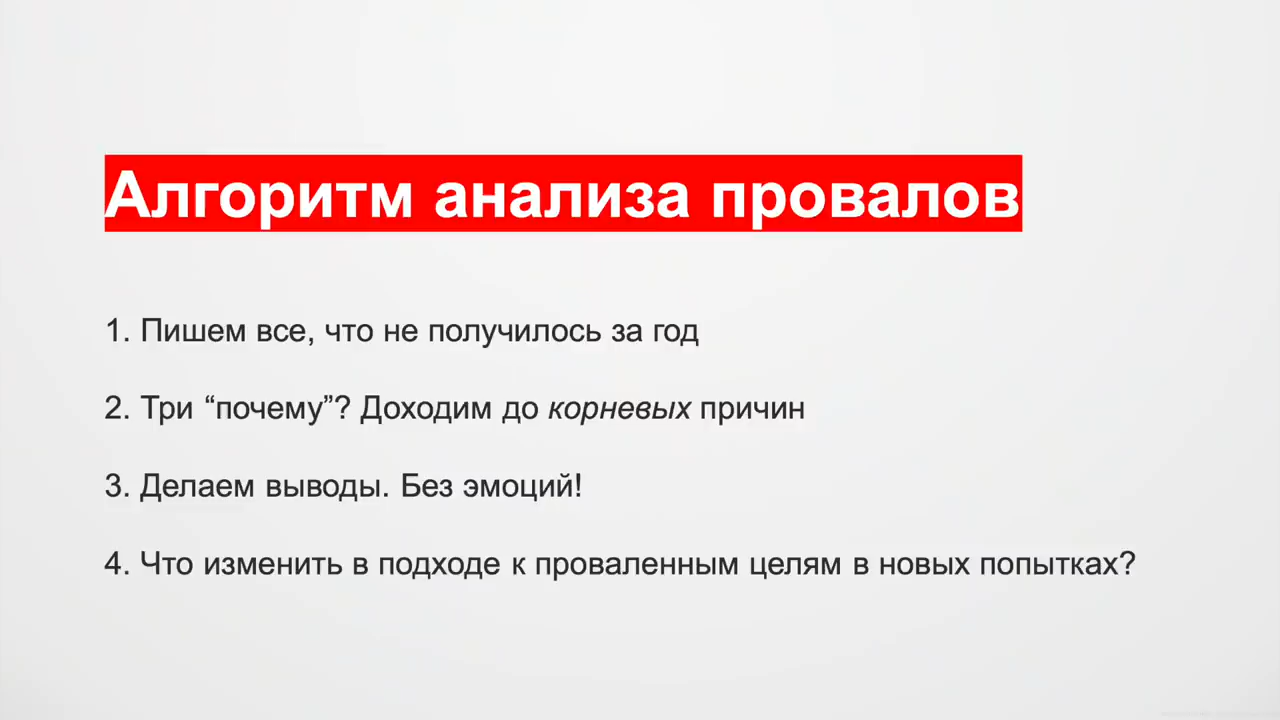 Алгоритм анализа провалов
1. Пишем все, что не получилось за год
2. Три “почему”? Доходим до корневых причин
3. Делаем выводы. Без эмоций!
4. Что изменить в подходе к проваленным целям в новых попытках?